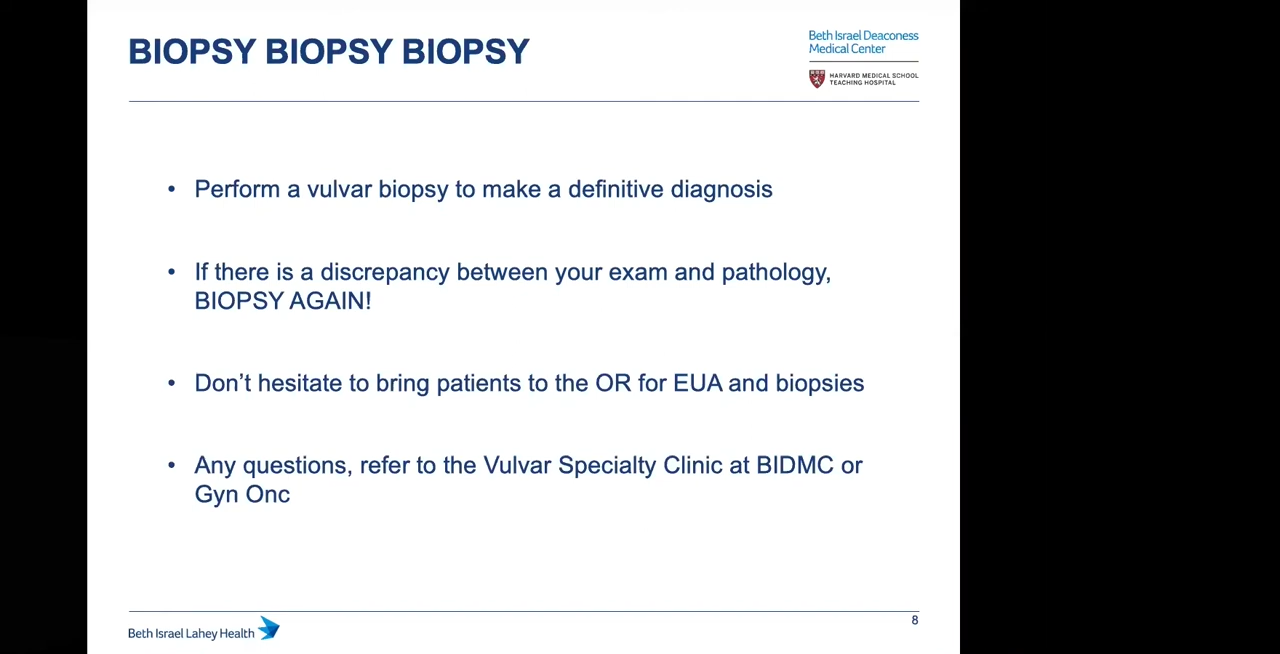 BIOPSY BIOPSY BIOPSY
Beth Israel Deaconess
Medical Center
HARVARD MEDICAL SCHOOL
TEACHING HOSPITAL
• Perform a vulvar biopsy to make a definitive diagnosis
• If there is a discrepancy between your exam and pathology,
BIOPSY AGAIN!
• Don’t hesitate to bring patients to the OR for EUA and biopsies
• Any questions, refer to the Vulvar Specialty Clinic at BIDMC or
Gyn Onc
Beth Israel Lahey Health
8